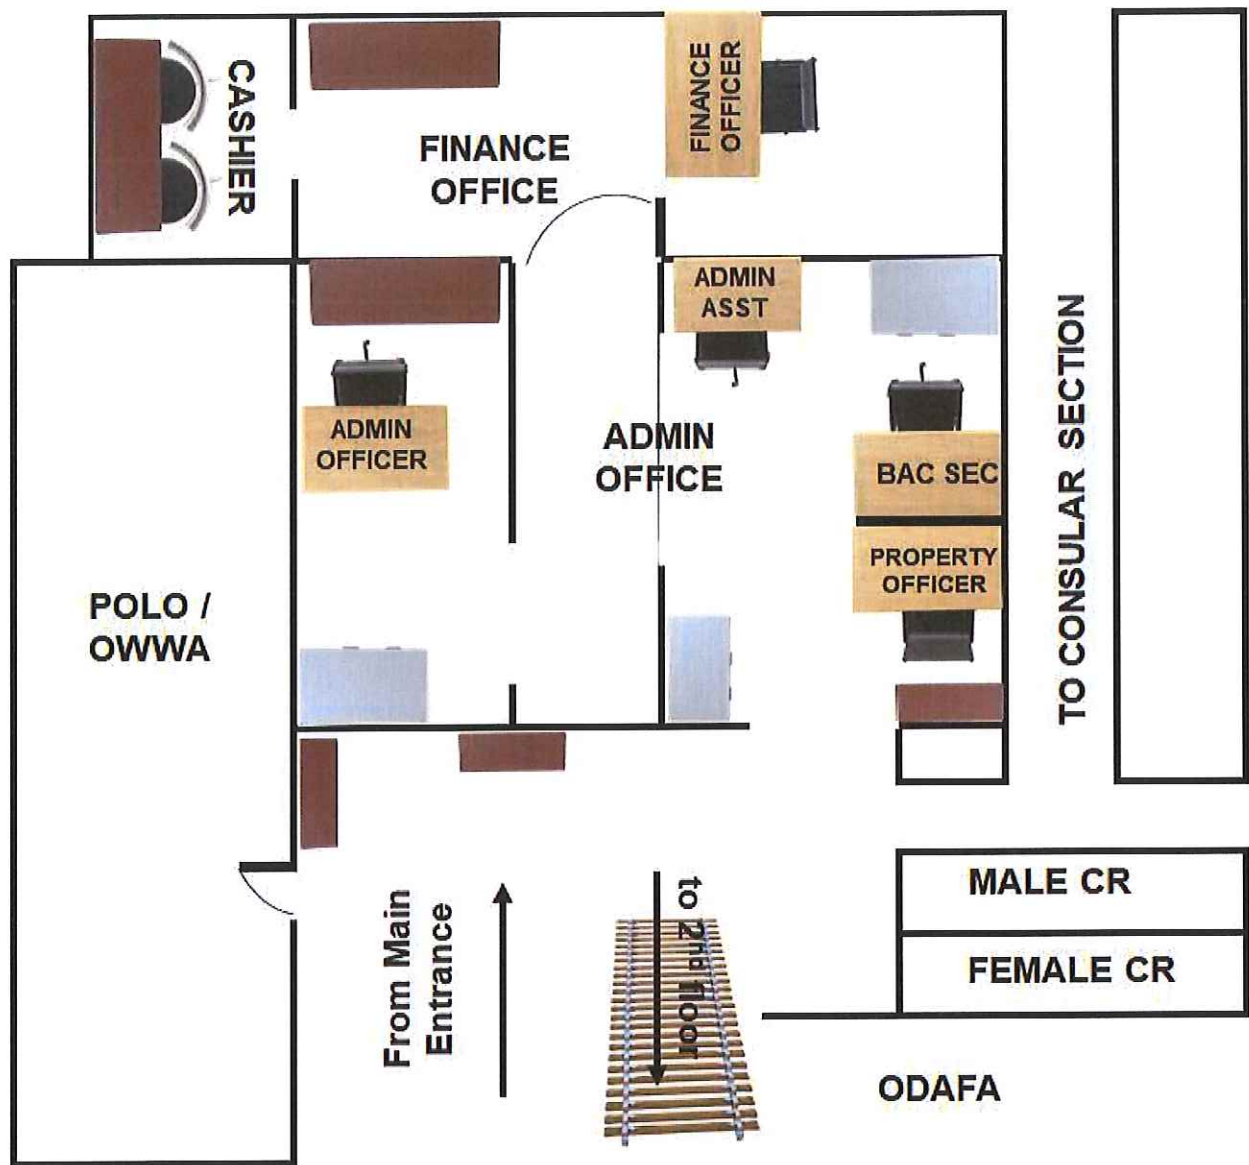 CASHIER
FINANCE
OFFICE
FINANCE
OFFICER
ADMIN
ASST
ADMIN
OFFICER
ADMIN
OFFICE
BAC SEC
PROPERTY
OFFICER
POLO /
OWWA
TO CONSULAR SECTION
From Main
Entrance
to 2nd floor
MALE CR
FEMALE CR
ODAFA